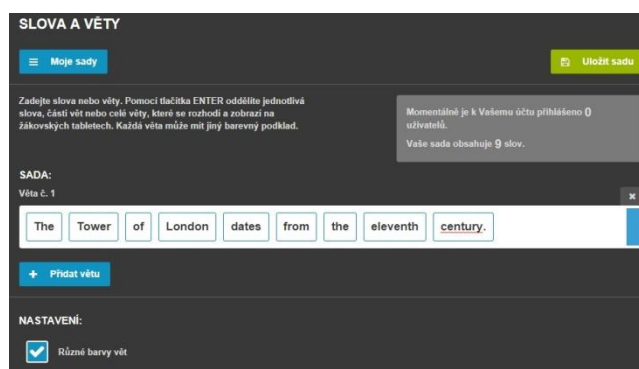 SLOVA A VĚTY
Moje sady
Uložit sadu
Zadejte slova nebo věty. Pomocí tlačítka ENTER oddělíte jednotlivá
slova, části vět nebo celé věty, které se rozhodí a zobrazí na
žákovských tabletech. Každá věta může mít jiný barevný podklad.
Momentálně je k Vašemu účtu přihlášeno 0
uživatelů.
Vaše sada obsahuje 9 slov.
SADA:
Věta č. 1
The Tower of London dates from the eleventh century.
Přidat větu
NASTAVENÍ:
Různé barvy vět